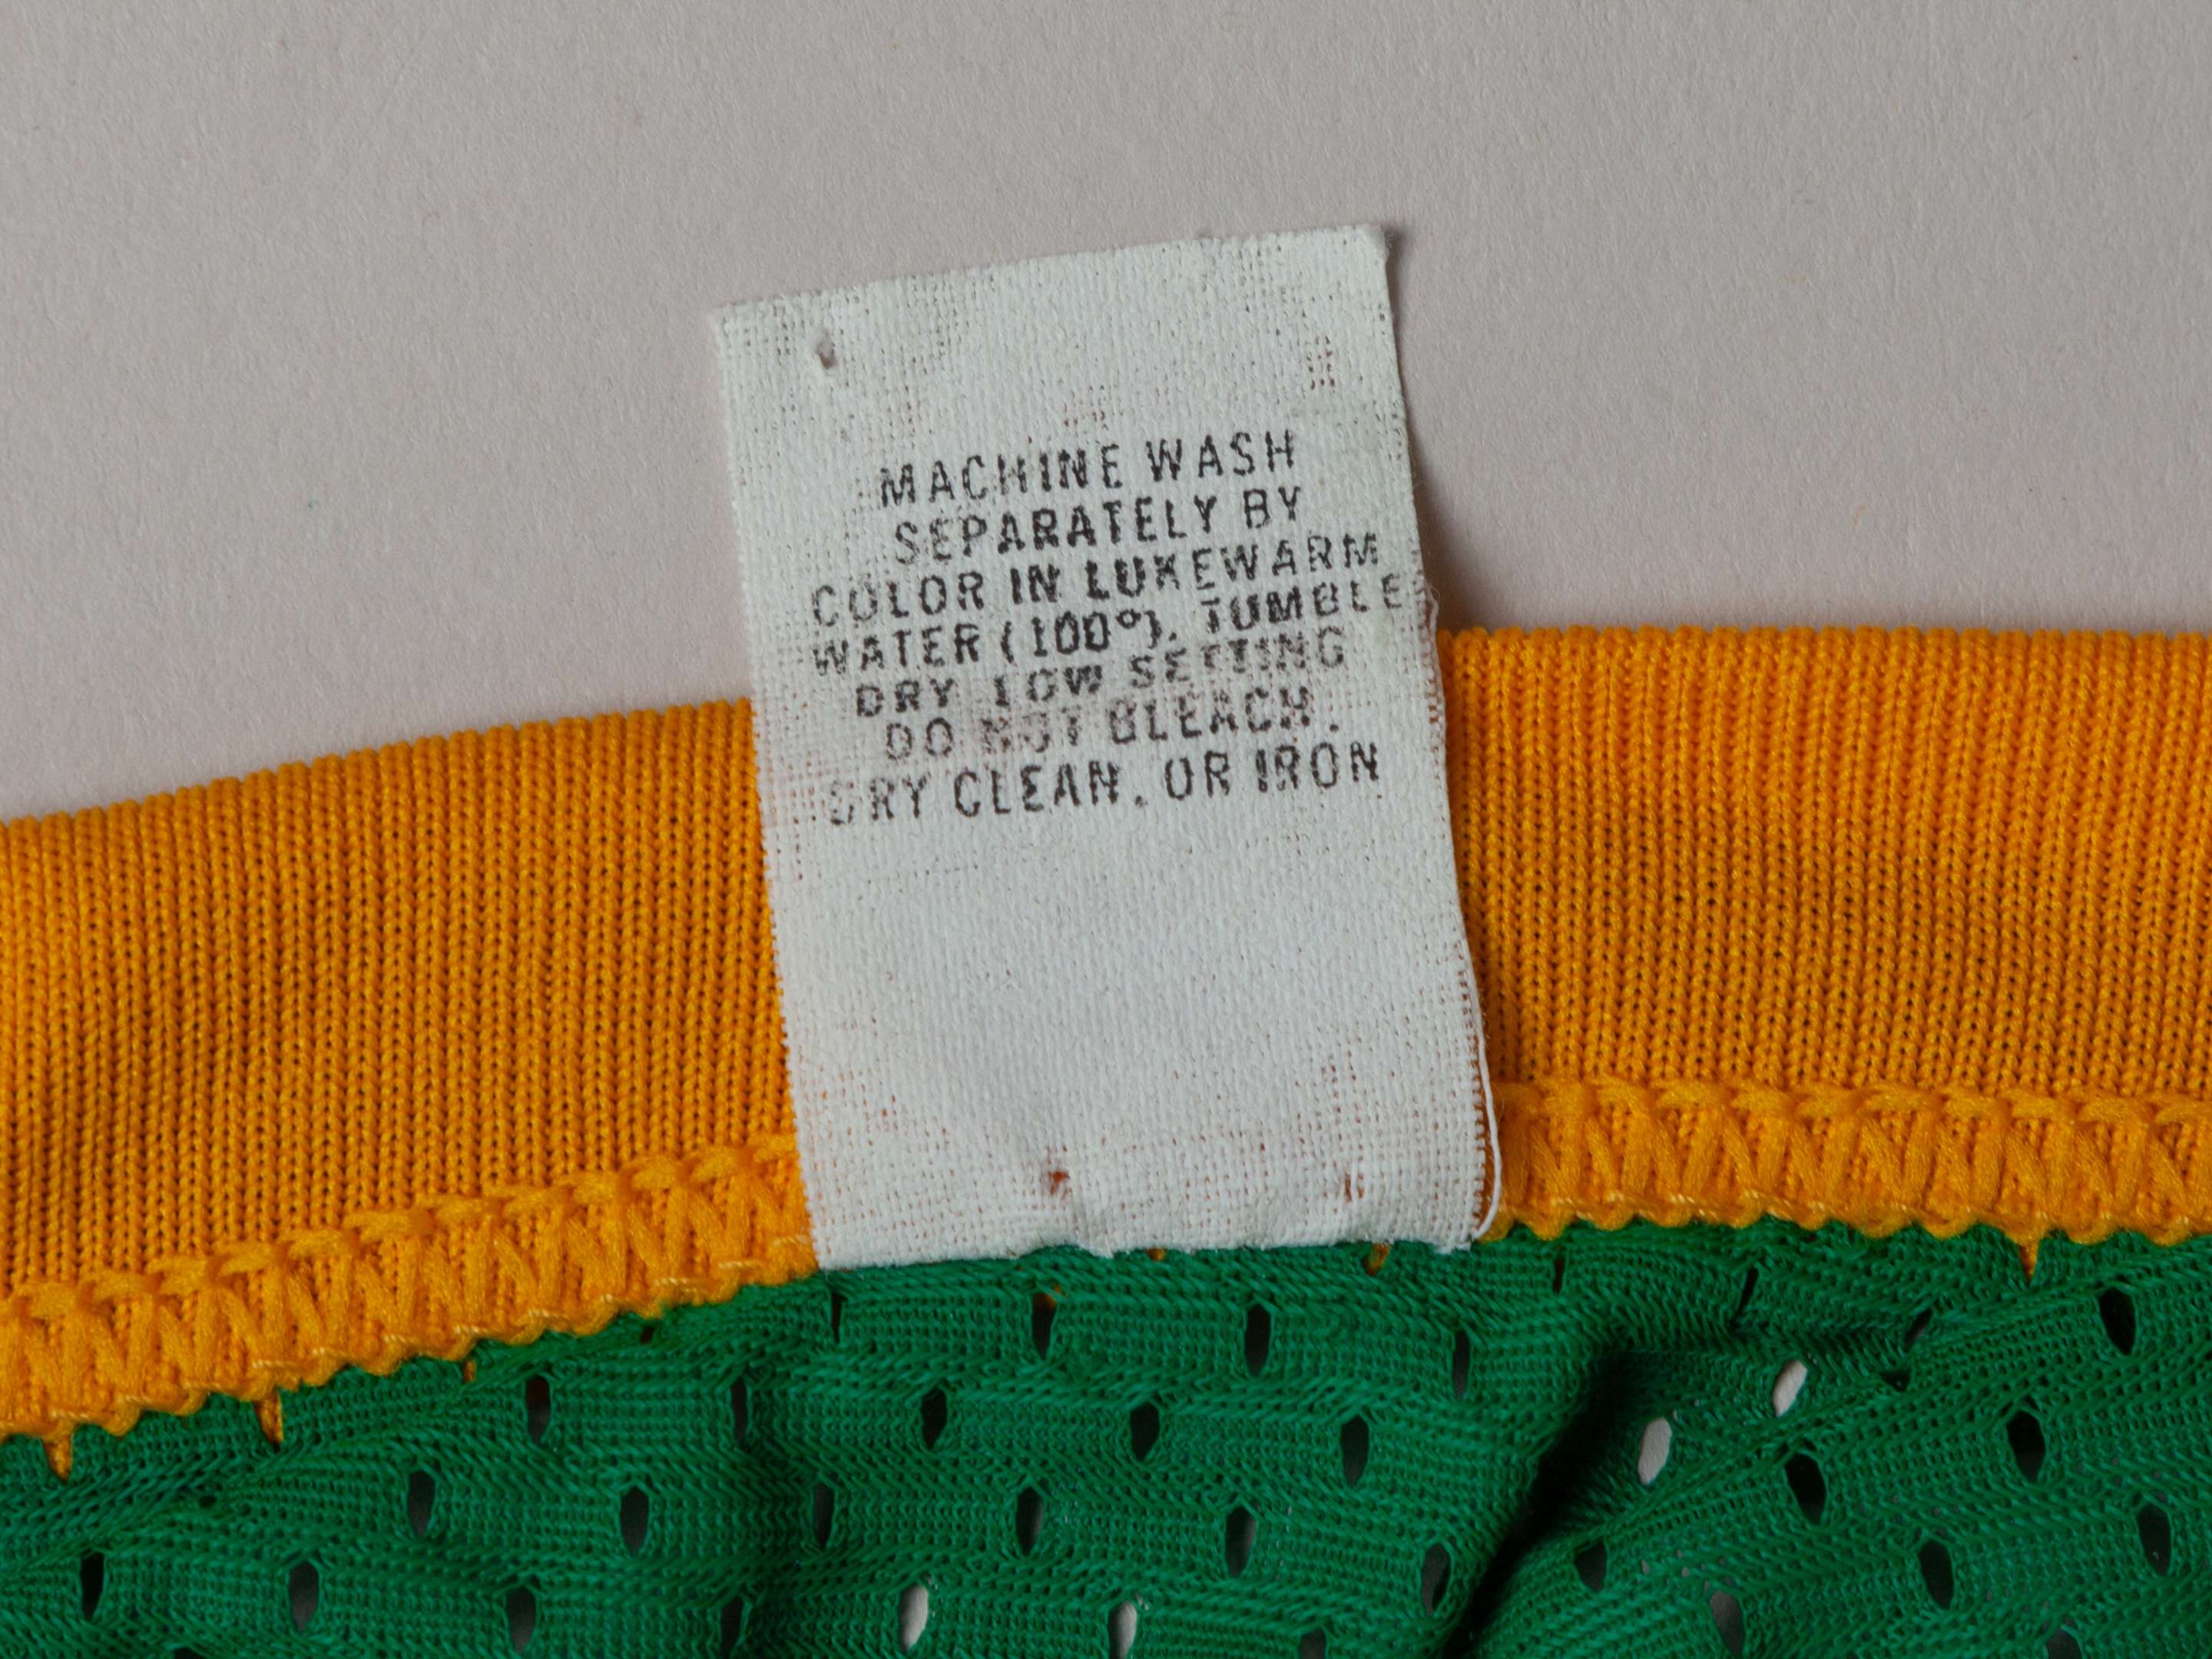 MACHINE WASH
SEPARATELY BY
COLOR IN LUKEWARM
WATER (100°). TUMBLE
DRY LOW SETTING
DO NOT BLEACH.
DRY CLEAN. OR IRON